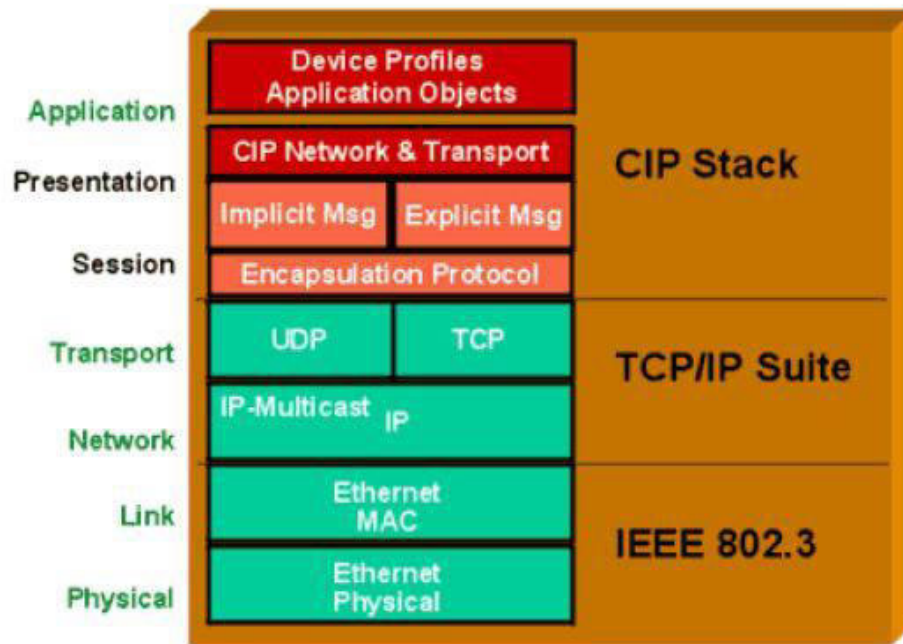 Device Profiles
Application Objects
Application
CIP Network & Transport
CIP Stack
Presentation
Implicit Msg
Explicit Msg
Session
Encapsulation Protocol
UDP
TCP
Transport
TCP/IP Suite
IP-Multicast
IP
Network
Ethernet
MAC
Link
IEEE 802.3
Ethernet
Physical
Physical